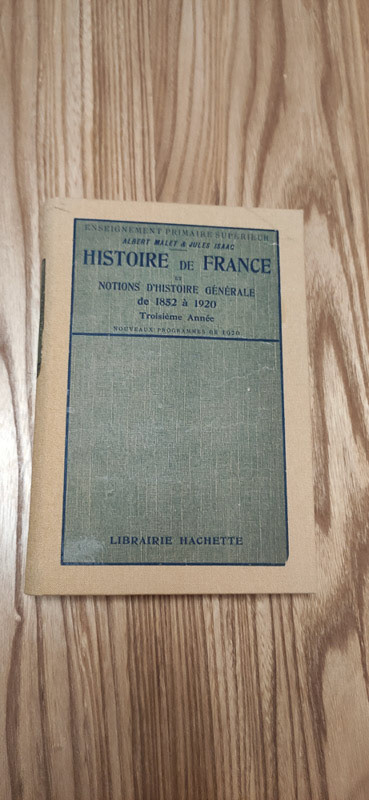 ENSEIGNEMENT PRIMAIRE SUPÉRIEUR
ALBERT MALET & JULES ISAAC
HISTOIRE DE FRANCE
ET
NOTIONS D'HISTOIRE GÉNÉRALE
de 1852 à 1920
Troisième Année
NOUVEAUX PROGRAMMES DE 1920
LIBRAIRIE HACHETTE